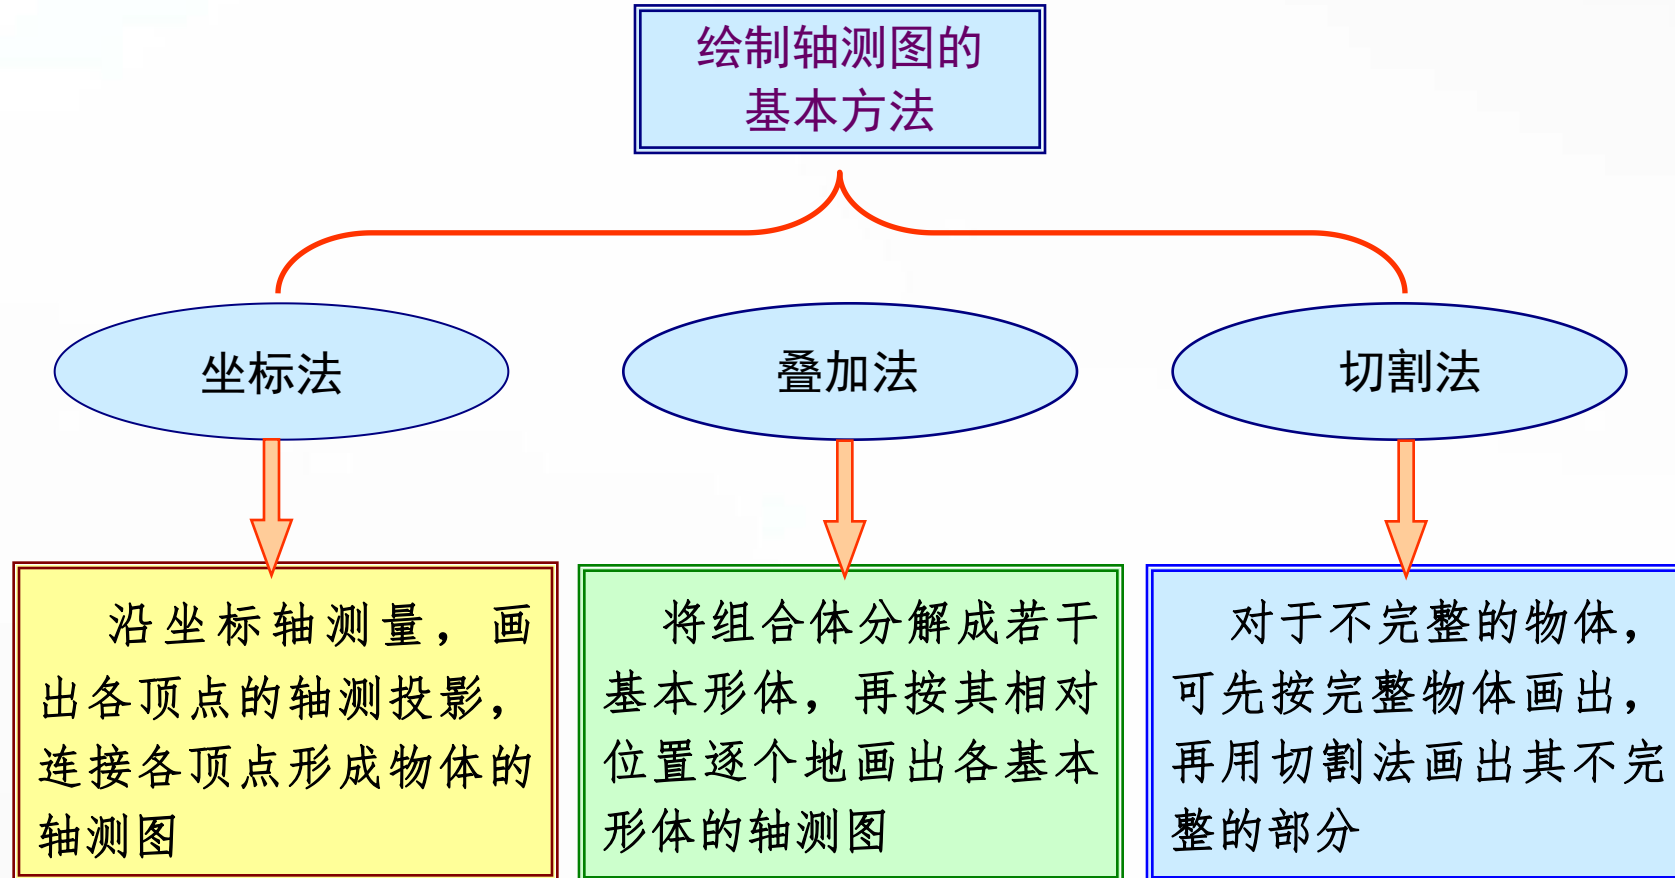 绘制轴测图的
基本方法
坐标法
叠加法
切割法
沿坐标轴测量，画
出各顶点的轴测投影，
连接各顶点形成物体的
轴测图
将组合体分解成若干
基本形体，再按其相对
位置逐个地画出各基本
形体的轴测图
对于不完整的物体，
可先按完整物体画出，
再用切割法画出其不完
整的部分